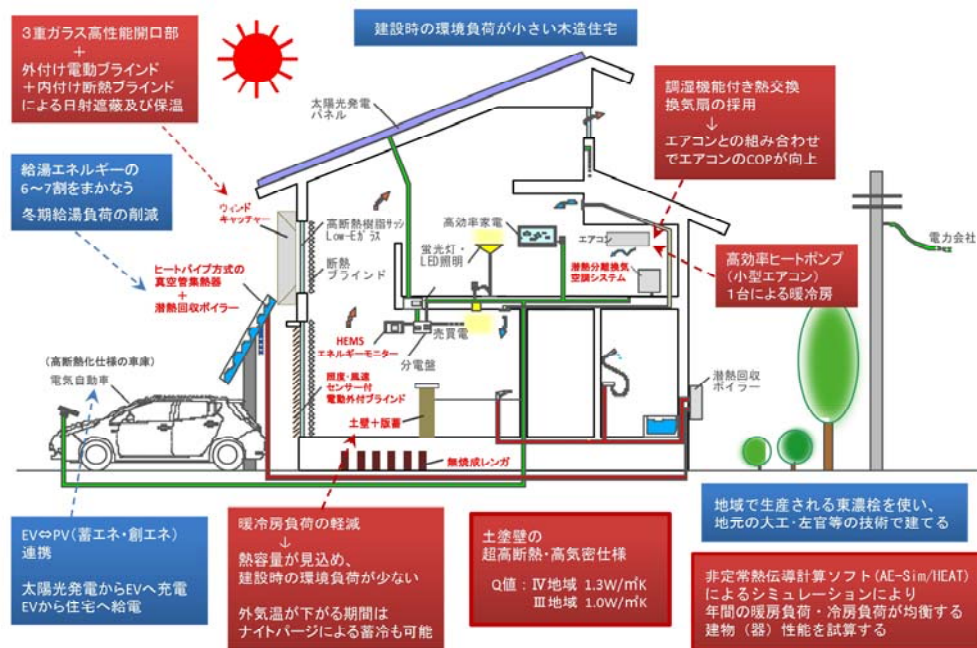 3重ガラス高性能開口部
+
外付け電動ブラインド
+内付け断熱ブラインド
による日射遮蔽及び保温
建設時の環境負荷が小さい木造住宅
調湿機能付き熱交換
換気扇の採用
↓
エアコンとの組み合わせ
でエアコンのCOPが向上
太陽光発電
パネル
給湯エネルギーの
6〜7割をまかなう
冬期給湯負荷の削減
ウィンド
キャッチャー
高断熱樹脂サッシ
Low-Eガラス
断熱
ブラインド
蛍光灯・
LED照明
高効率家電
エアコン
潜熱分離換気
空調システム
電力会社
高効率ヒートポンプ
(小型エアコン)
1台による暖冷房
ヒートパイプ方式の
真空管集熱器
+
潜熱回収ボイラー
HEMS
エネルギーモニター
売買電
分電盤
(高断熱化仕様の車庫)
電気自動車
照度・風速
センサー付
電動外付ブラインド
土壁+版蓄
潜熱回収
ボイラー
無焼成レンガ
EV⇔PV(蓄エネ・創エネ)
連携
太陽光発電からEVへ充電
EVから住宅へ給電
暖冷房負荷の軽減
↓
熱容量が見込め、
建設時の環境負荷が少ない
外気温が下がる期間は
ナイトパージによる蓄冷も可能
土塗壁の
超高断熱・高気密仕様
Q値：Ⅳ地域 1.3W/㎡K
Ⅲ地域 1.0W/㎡K
地域で生産される東濃桧を使い、
地元の大工・左官等の技術で建てる
非定常熱伝導計算ソフト(AE-Sim/HEAT)
によるシミュレーションにより
年間の暖房負荷・冷房負荷が均衡する
建物（器）性能を試算する